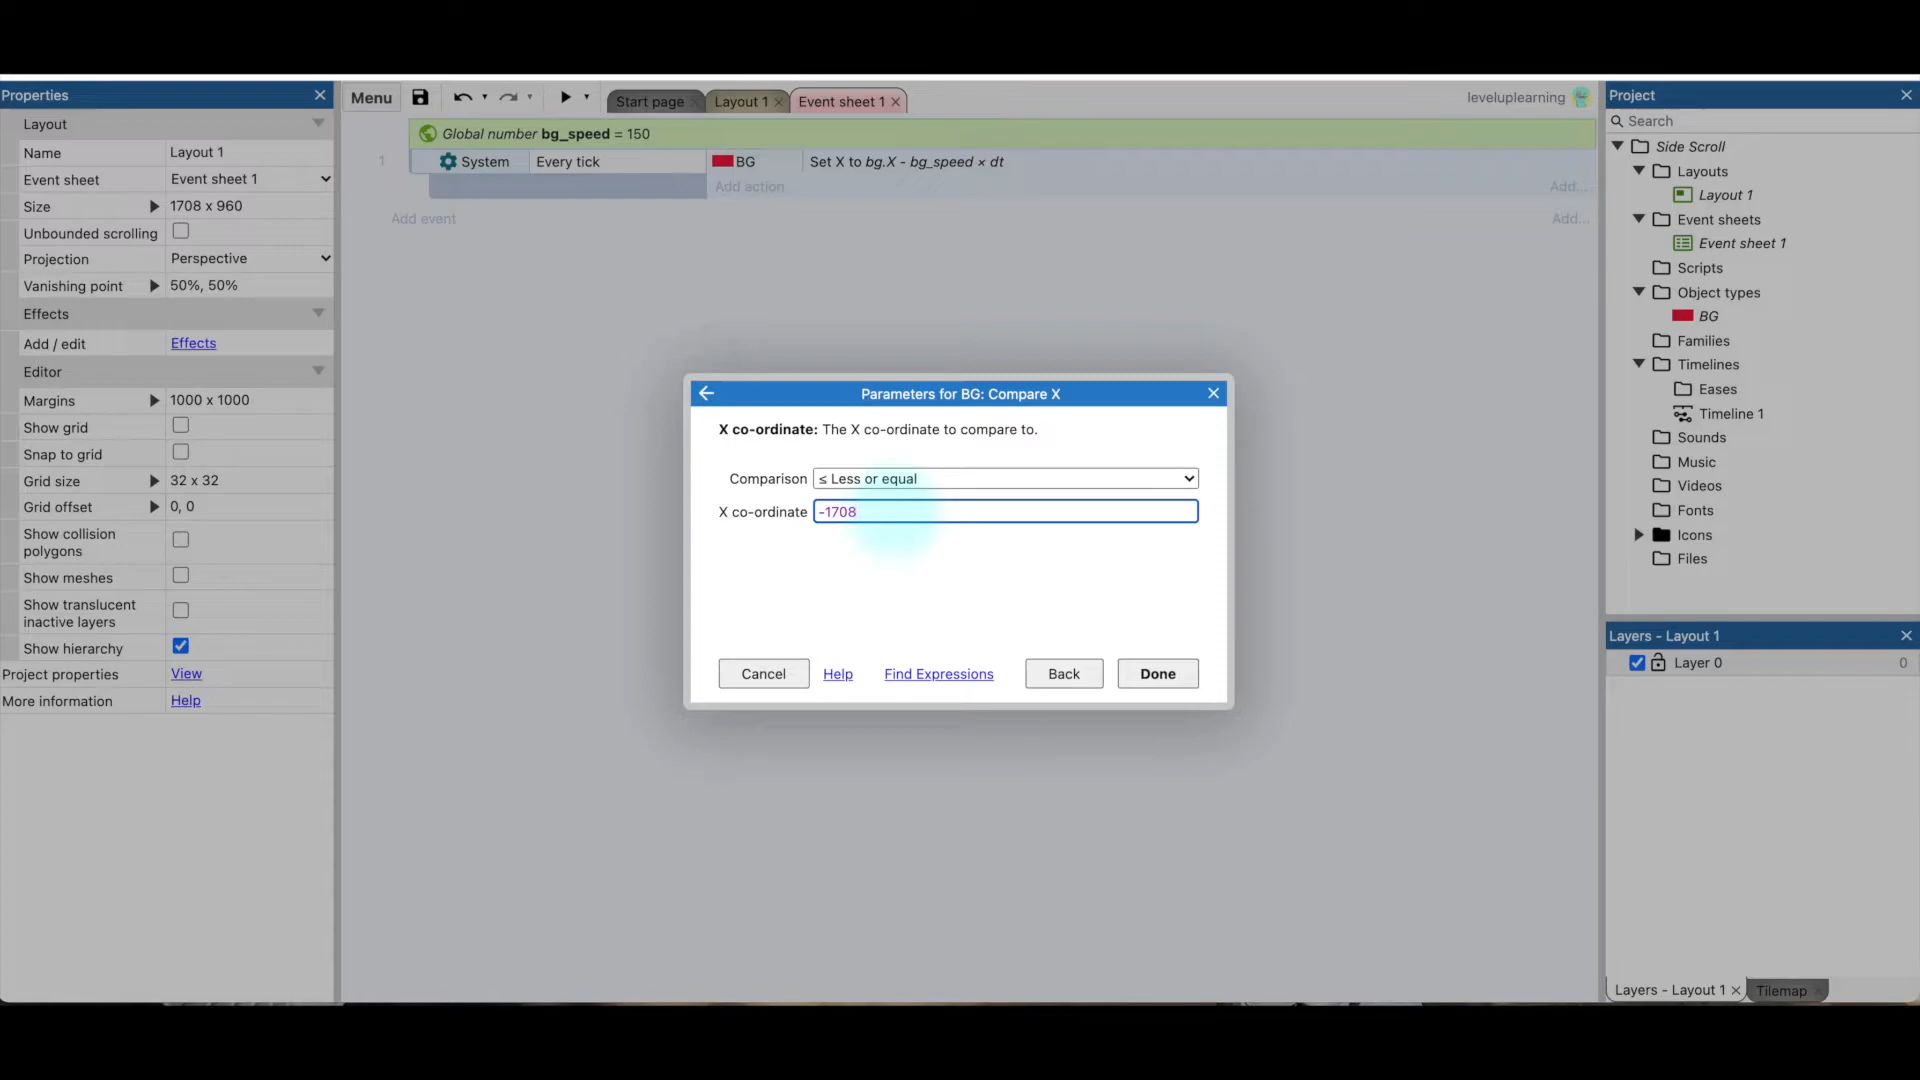 Properties
Layout
Name Layout 1
Event sheet Event sheet 1
Size 1708 x 960
Unbounded scrolling
Projection Perspective
Vanishing point 50%, 50%
Effects
Add / edit Effects
Editor
Margins 1000 x 1000
Show grid
Snap to grid
Grid size 32 x 32
Grid offset 0, 0
Show collision
polygons
Show meshes
Show translucent
inactive layers
Show hierarchy
Project properties View
More information Help
Menu
Start page
Layout 1
Event sheet 1
leveluplearning
Global number bg_speed = 150
1 System Every tick BG Set X to bg.X - bg_speed × dt
Add action Add...
Add event Add...
Parameters for BG: Compare X
X co-ordinate: The X co-ordinate to compare to.
Comparison ≤ Less or equal
X co-ordinate -1708
Cancel Help Find Expressions Back Done
Project
Search
Side Scroll
Layouts
Layout 1
Event sheets
Event sheet 1
Scripts
Object types
BG
Families
Timelines
Eases
Timeline 1
Sounds
Music
Videos
Fonts
Icons
Files
Layers - Layout 1
Layer 0 0
Layers - Layout 1 Tilemap